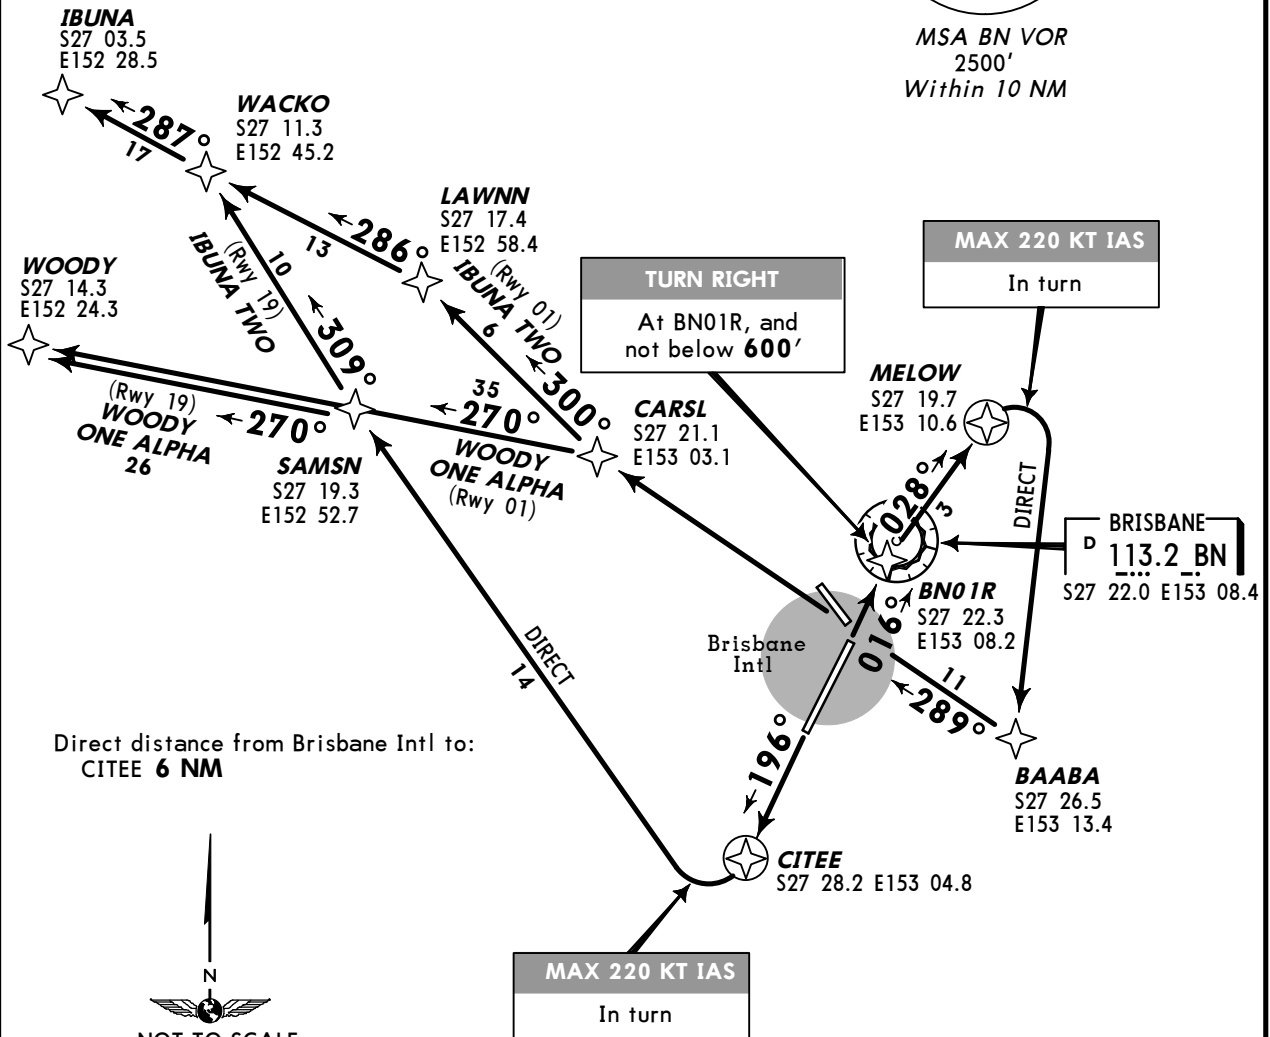 IBUNA
S27 03.5
E152 28.5
MSA BN VOR
2500'
Within 10 NM
287°
17
WACKO
S27 11.3
E152 45.2
LAWNN
S27 17.4
E152 58.4
286°
13
MAX 220 KT IAS
In turn
WOODY
S27 14.3
E152 24.3
10
(Rwy 19)
IBUNA TWO
309°
(Rwy 01)
IBUNA TWO
6
300°
TURN RIGHT
At BN01R, and
not below 600'
MELOW
S27 19.7
E153 10.6
35
270°
WOODY
ONE ALPHA
(Rwy 01)
(Rwy 19)
WOODY
ONE ALPHA
26
270°
SAMSN
S27 19.3
E152 52.7
CARSL
S27 21.1
E153 03.1
028°
3
DIRECT
BRISBANE
D 113.2 BN
S27 22.0 E153 08.4
C
BN01R
S27 22.3
E153 08.2
016°
Brisbane
Intl
11
289°
DIRECT
14
196°
Direct distance from Brisbane Intl to:
CITEE 6 NM
BAABA
S27 26.5
E153 13.4
CITEE
S27 28.2 E153 04.8
MAX 220 KT IAS
In turn
N
NOT TO SCALE